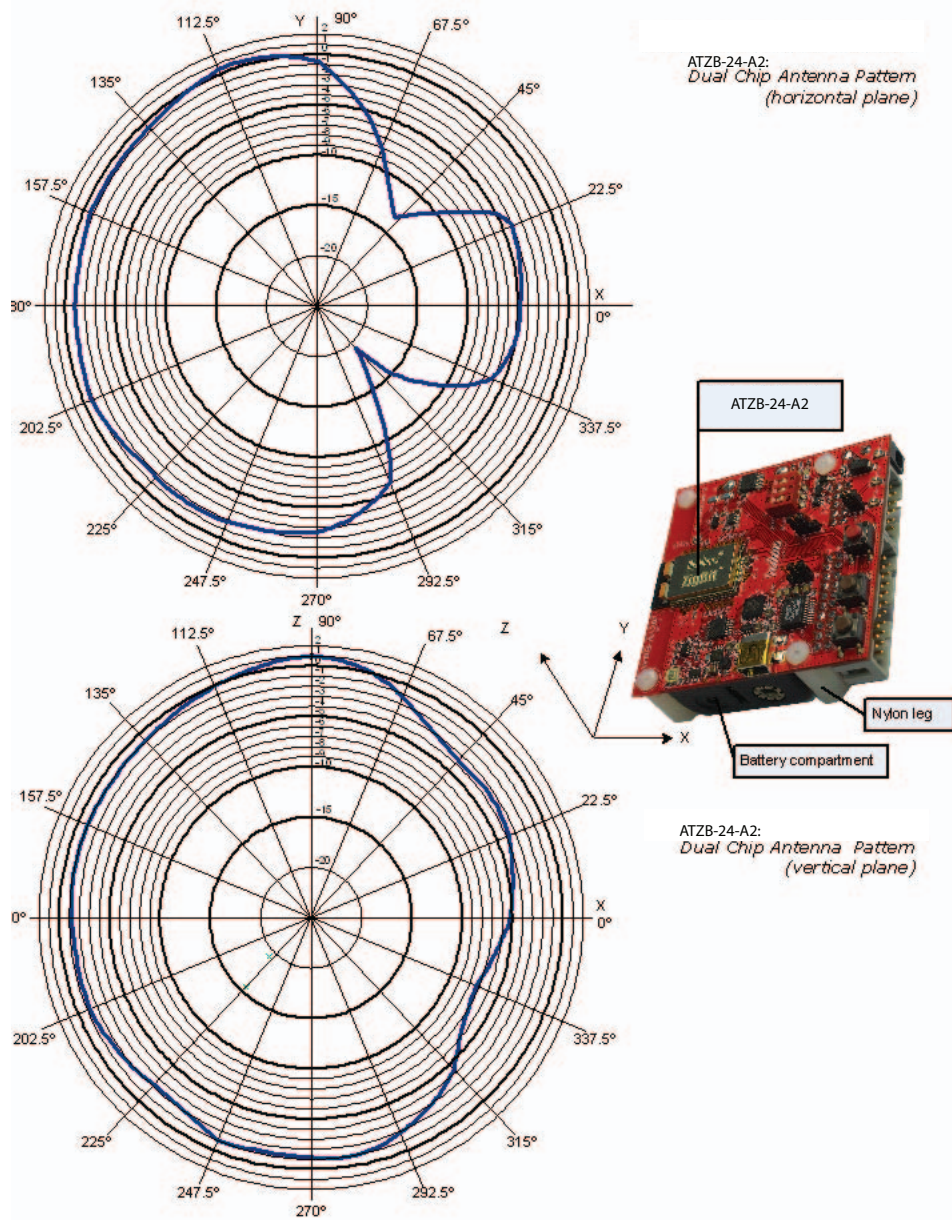 Y 90°
112.5°
67.5°
ATZB-24-A2:
Dual Chip Antenna Pattern
(horizontal plane)
135°
45°
-10
157.5°
22.5°
-15
-20
X
30°
0°
ATZB-24-A2
202.5°
337.5°
225°
315°
247.5°
292.5°
270°
Z 90°
112.5°
67.5°
Z
Y
X
135°
45°
Nylon leg
Battery compartment
-10
157.5°
22.5°
-15
ATZB-24-A2:
Dual Chip Antenna Pattern
(vertical plane)
-20
X
0°
0°
202.5°
337.5°
225°
315°
247.5°
292.5°
270°